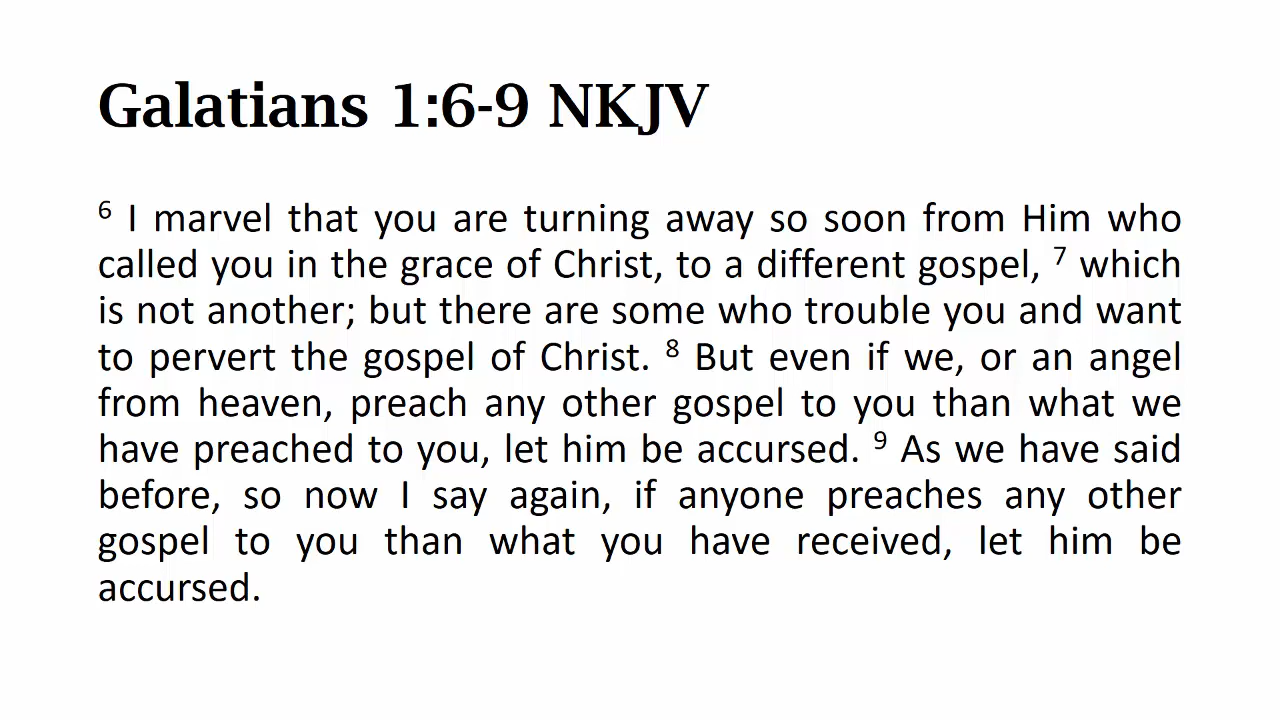 Galatians 1:6-9 NKJV
⁶ I marvel that you are turning away so soon from Him who
called you in the grace of Christ, to a different gospel, ⁷ which
is not another; but there are some who trouble you and want
to pervert the gospel of Christ. ⁸ But even if we, or an angel
from heaven, preach any other gospel to you than what we
have preached to you, let him be accursed. ⁹ As we have said
before, so now I say again, if anyone preaches any other
gospel to you than what you have received, let him be
accursed.